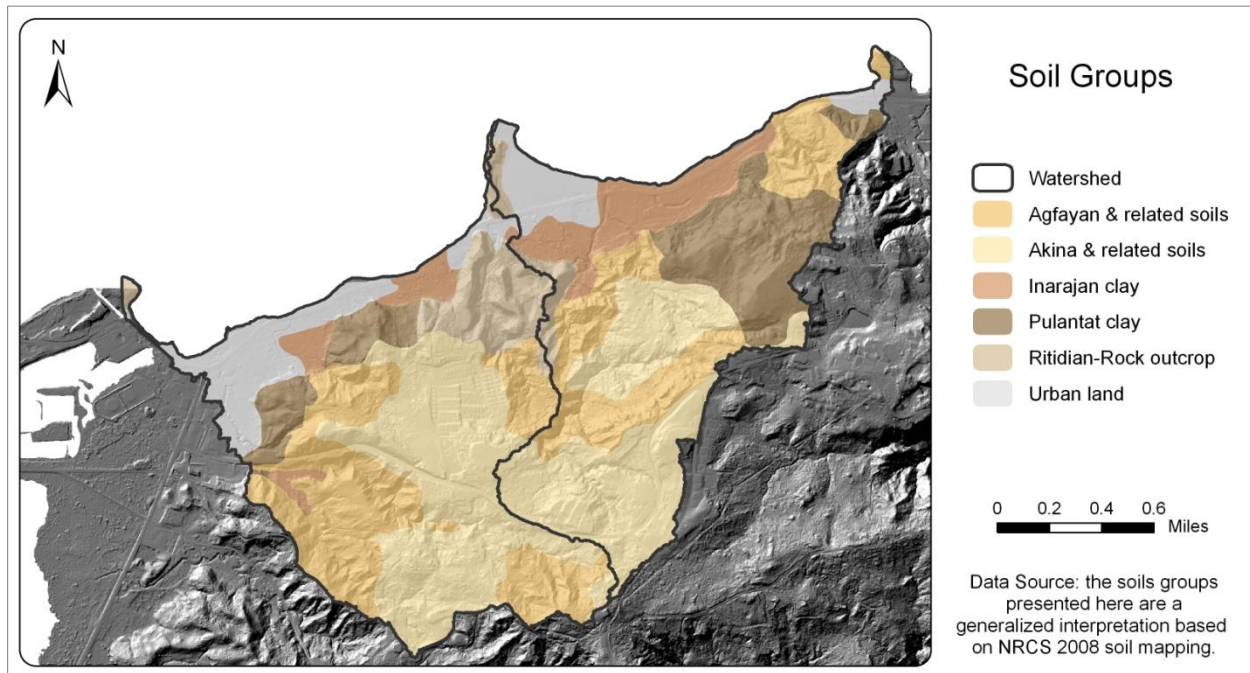 N
Soil Groups
Watershed
Agfayan & related soils
Akina & related soils
Inarajan clay
Pulantat clay
Ritidian-Rock outcrop
Urban land
0 0.2 0.4 0.6
Miles
Data Source: the soils groups
presented here are a
generalized interpretation based
on NRCS 2008 soil mapping.